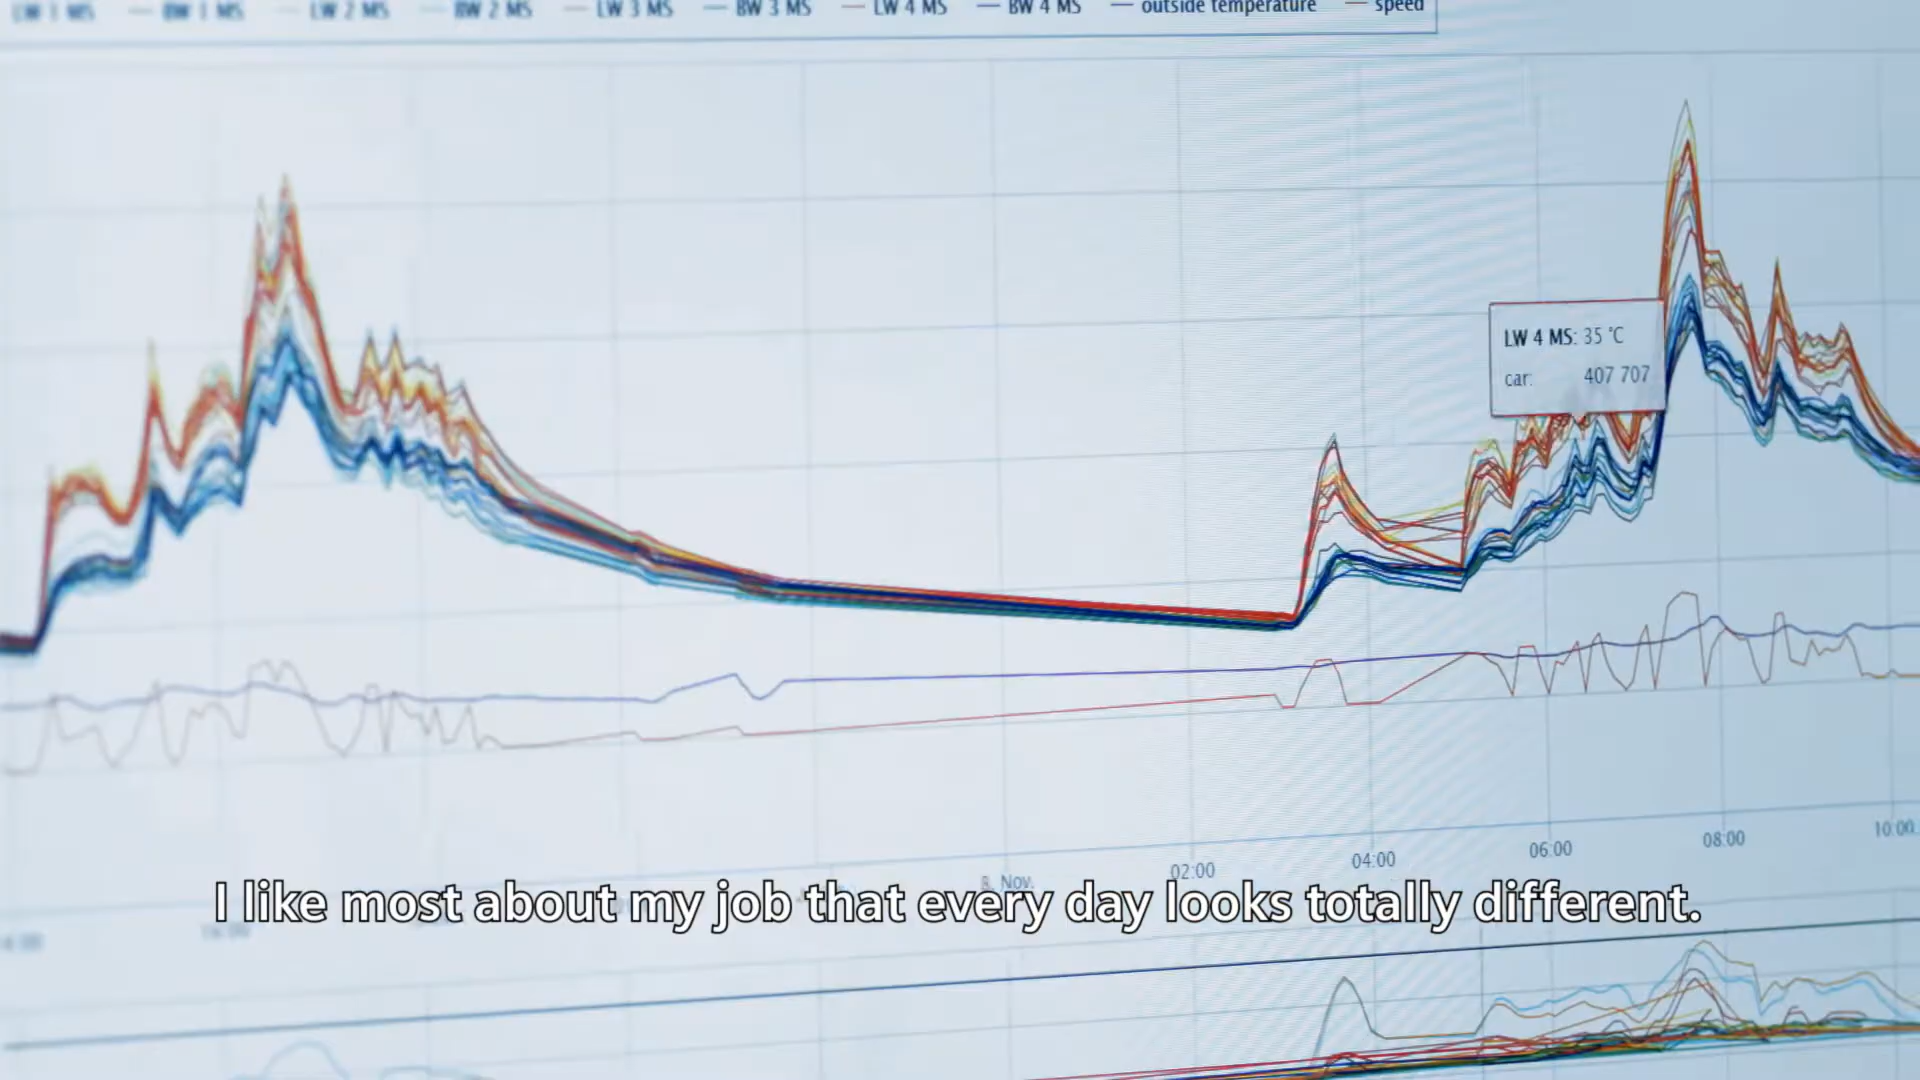 LW 1 MS BW 1 MS LW 2 MS BW 2 MS LW 3 MS BW 3 MS LW 4 MS BW 4 MS outside temperature speed
LW 4 MS: 35 °C
car: 407 707
8. Nov. 02:00 04:00 06:00 08:00 10:00
I like most about my job that every day looks totally different.